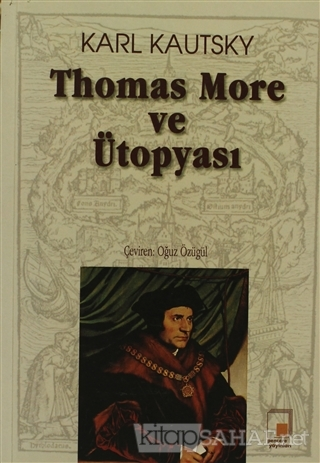 KARL KAUTSKY
Thomas More
ve
Ütopyası
Çeviren: Oğuz Özügül
kitapSAHAF.net